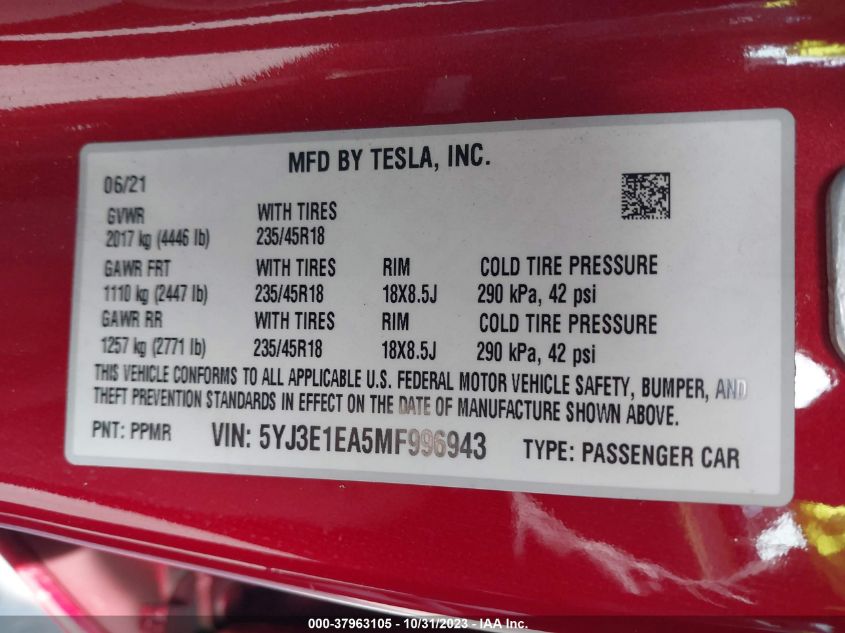 MFD BY TESLA, INC.
06/21
GVWR WITH TIRES
2017 kg (4446 lb) 235/45R18
GAWR FRT WITH TIRES RIM COLD TIRE PRESSURE
1110 kg (2447 lb) 235/45R18 18X8.5J 290 kPa, 42 psi
GAWR RR WITH TIRES RIM COLD TIRE PRESSURE
1257 kg (2771 lb) 235/45R18 18X8.5J 290 kPa, 42 psi
THIS VEHICLE CONFORMS TO ALL APPLICABLE U.S. FEDERAL MOTOR VEHICLE SAFETY, BUMPER, AND
THEFT PREVENTION STANDARDS IN EFFECT ON THE DATE OF MANUFACTURE SHOWN ABOVE.
PNT: PPMR VIN: 5YJ3E1EA5MF996943 TYPE: PASSENGER CAR
000-37963105 - 10/31/2023 - IAA Inc.